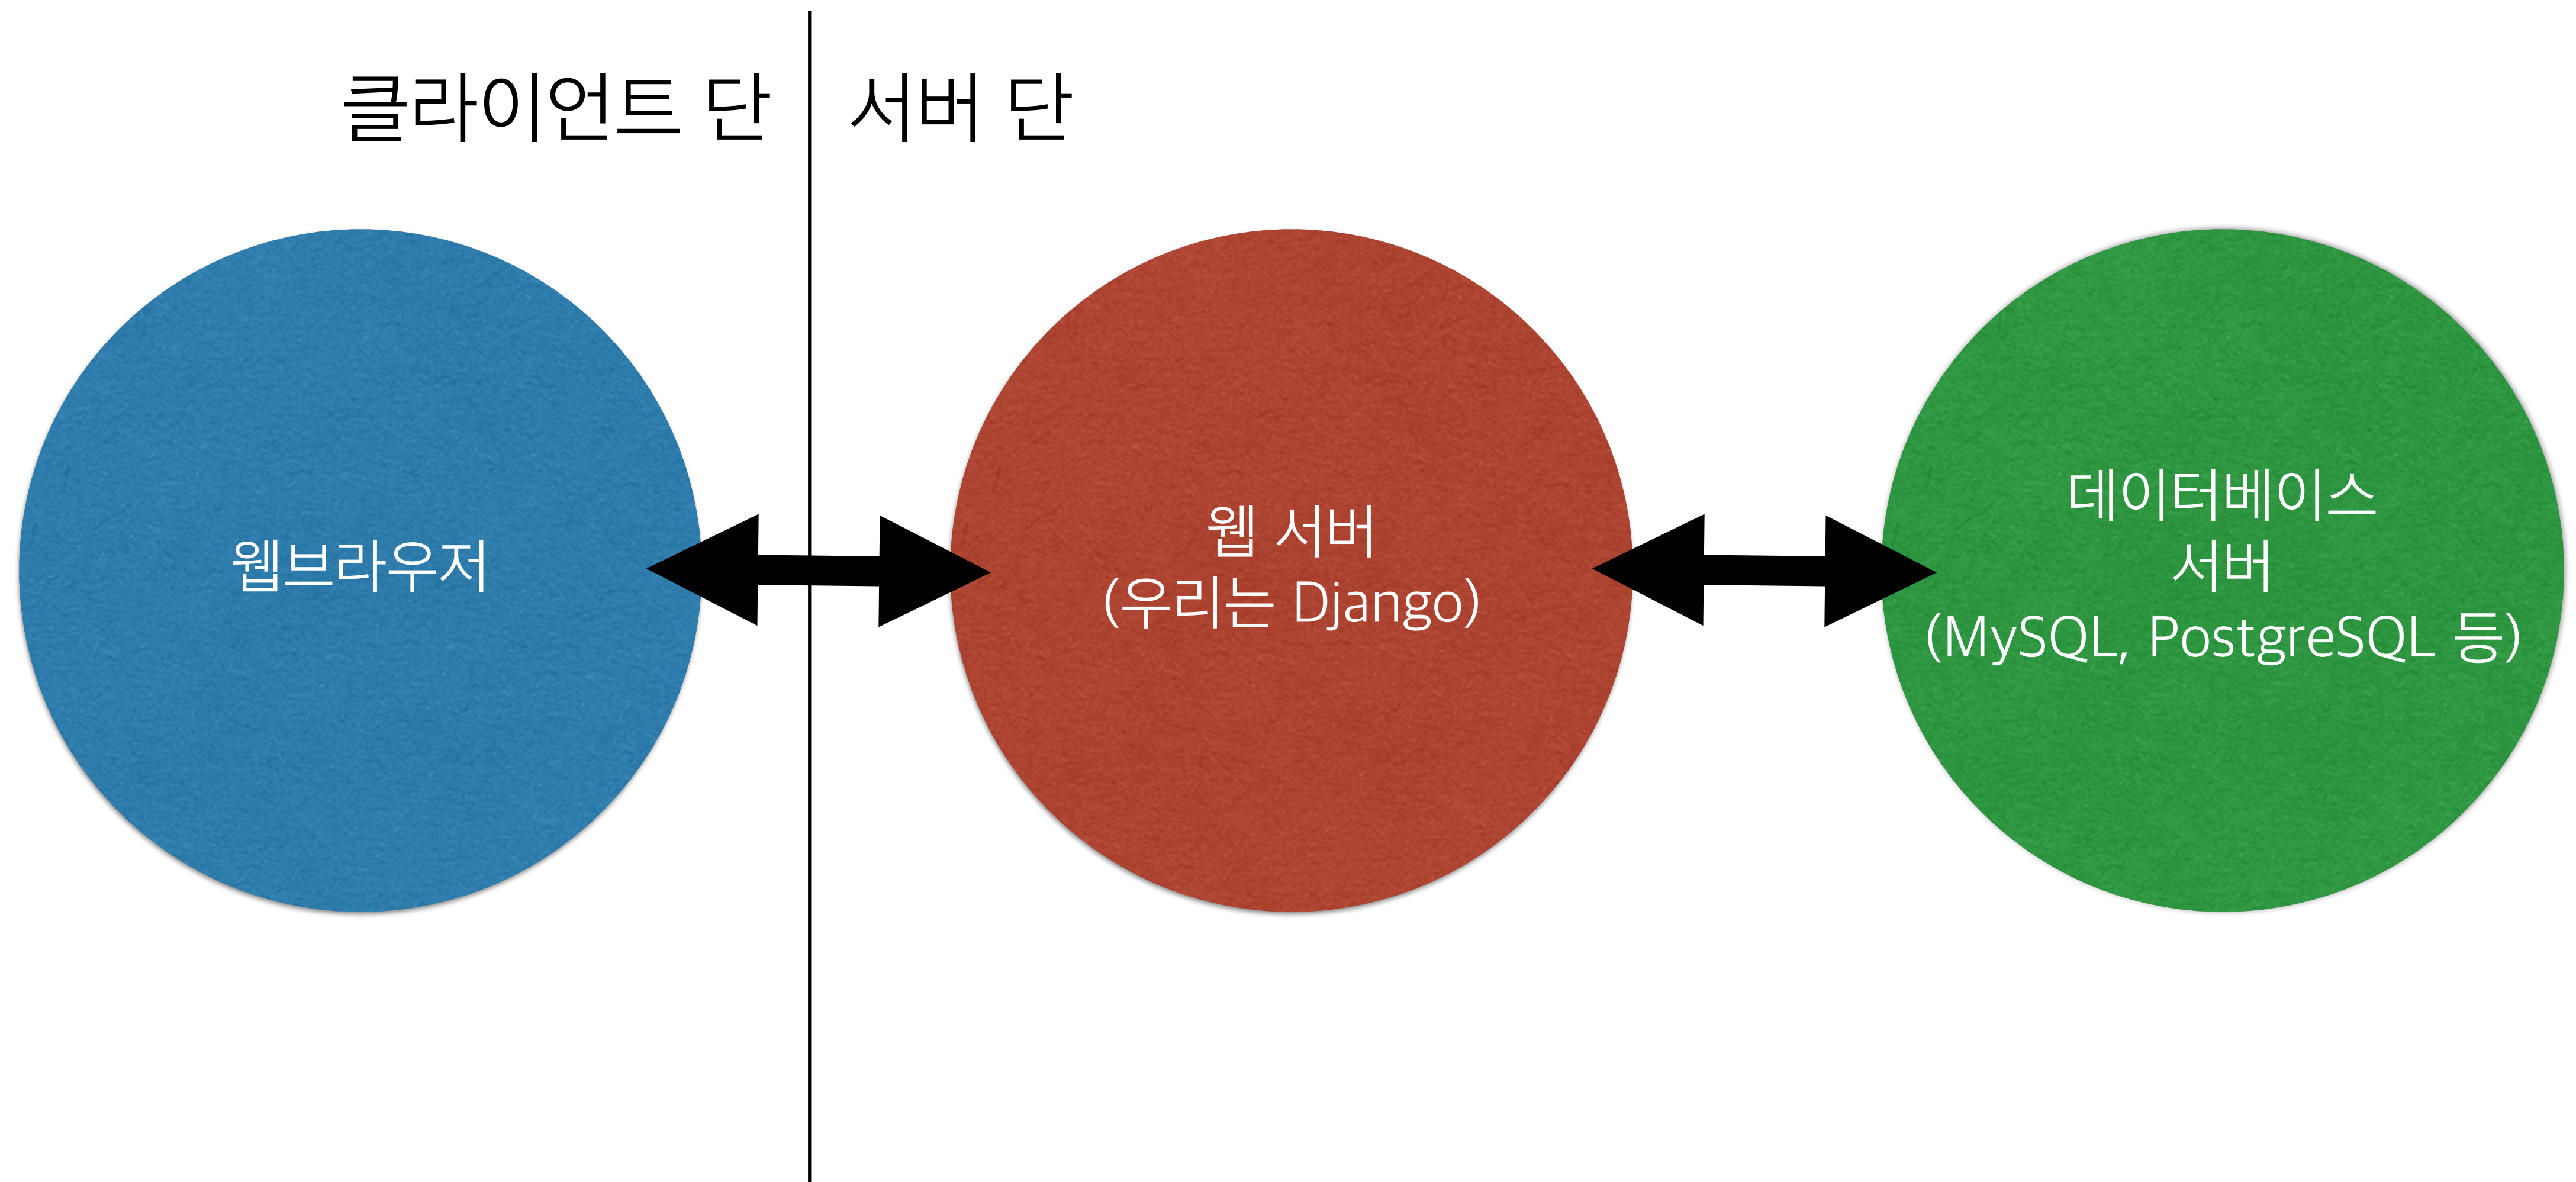 클라이언트 단
서버 단
웹브라우저
웹 서버
(우리는 Django)
데이터베이스
서버
(MySQL, PostgreSQL 등)